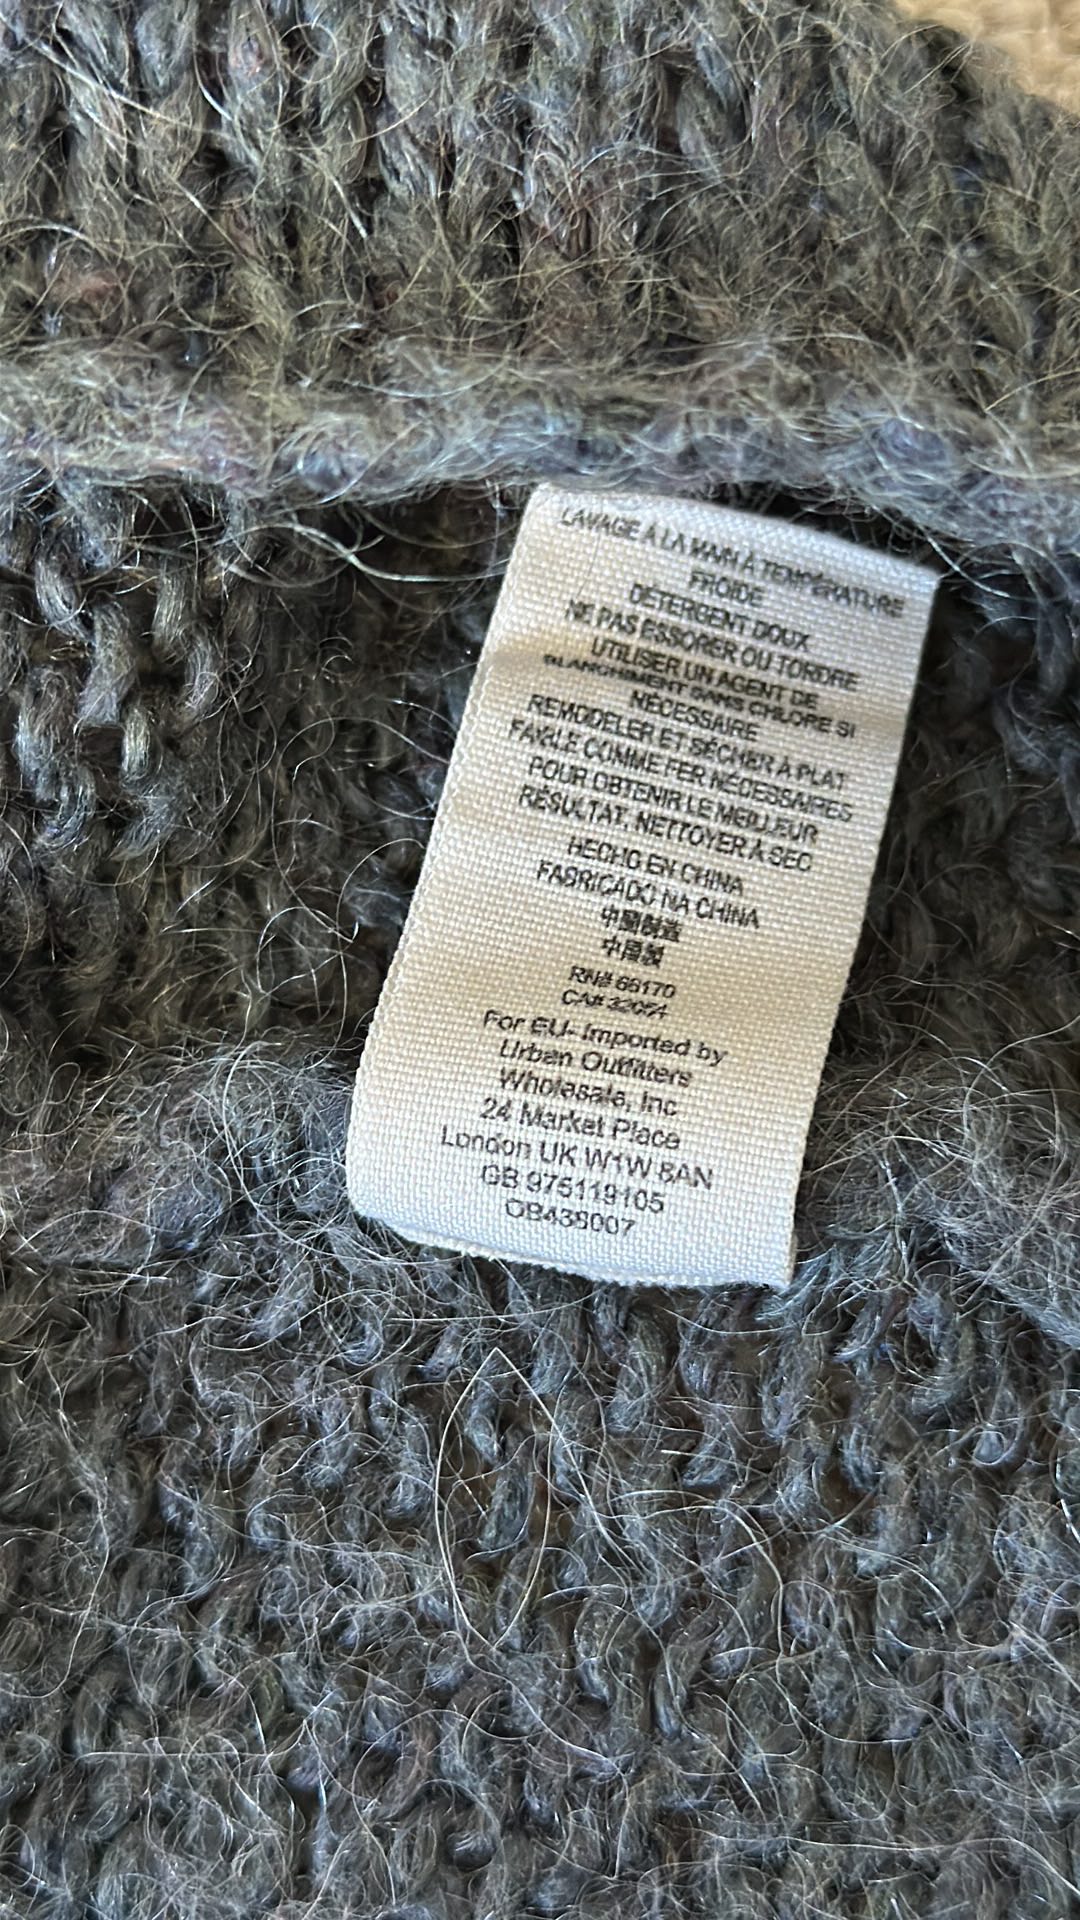 LAVAGE À LA MAIN À TEMPÉRATURE
FROIDE
DÉTERGENT DOUX
NE PAS ESSORER OU TORDRE
UTILISER UN AGENT DE
BLANCHIMENT SANS CHLORE SI
NÉCESSAIRE
REMODELER ET SÉCHER À PLAT
FAIBLE COMME FER NÉCESSAIRES
POUR OBTENIR LE MEILLEUR
RÉSULTAT, NETTOYER À SEC
HECHO EN CHINA
FABRICADO NA CHINA
中國製造
中国製
RN# 66170
CA# 32054
For EU- Imported by
Urban Outfitters
Wholesale, Inc
24 Market Place
London UK W1W 8AN
GB 975119105
OB438007